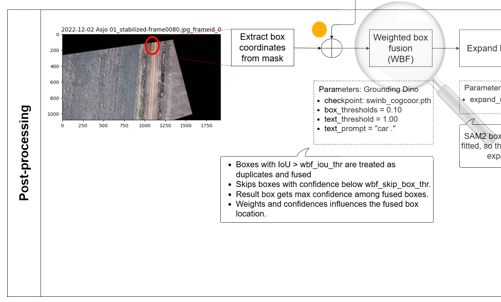 Post-processing
2022-12-02 Asjo 01_stabilized-frame0080.jpg_frameid_0
0
200
400
600
800
1000
0 250 500 750 1000 1250 1500 1750
Extract box
coordinates
from mask
Weighted box
fusion
(WBF)
Expand
Parameters: Grounding Dino
• checkpoint: swinb_cogcoor.pth
• box_thresholds = 0.10
• text_threshold = 1.00
• text_prompt = "car ."
• Boxes with IoU > wbf_iou_thr are treated as
duplicates and fused
• Skips boxes with confidence below wbf_skip_box_thr.
• Result box gets max confidence among fused boxes.
• Weights and confidences influences the fused box
location.
SAM2 box
fitted, so th